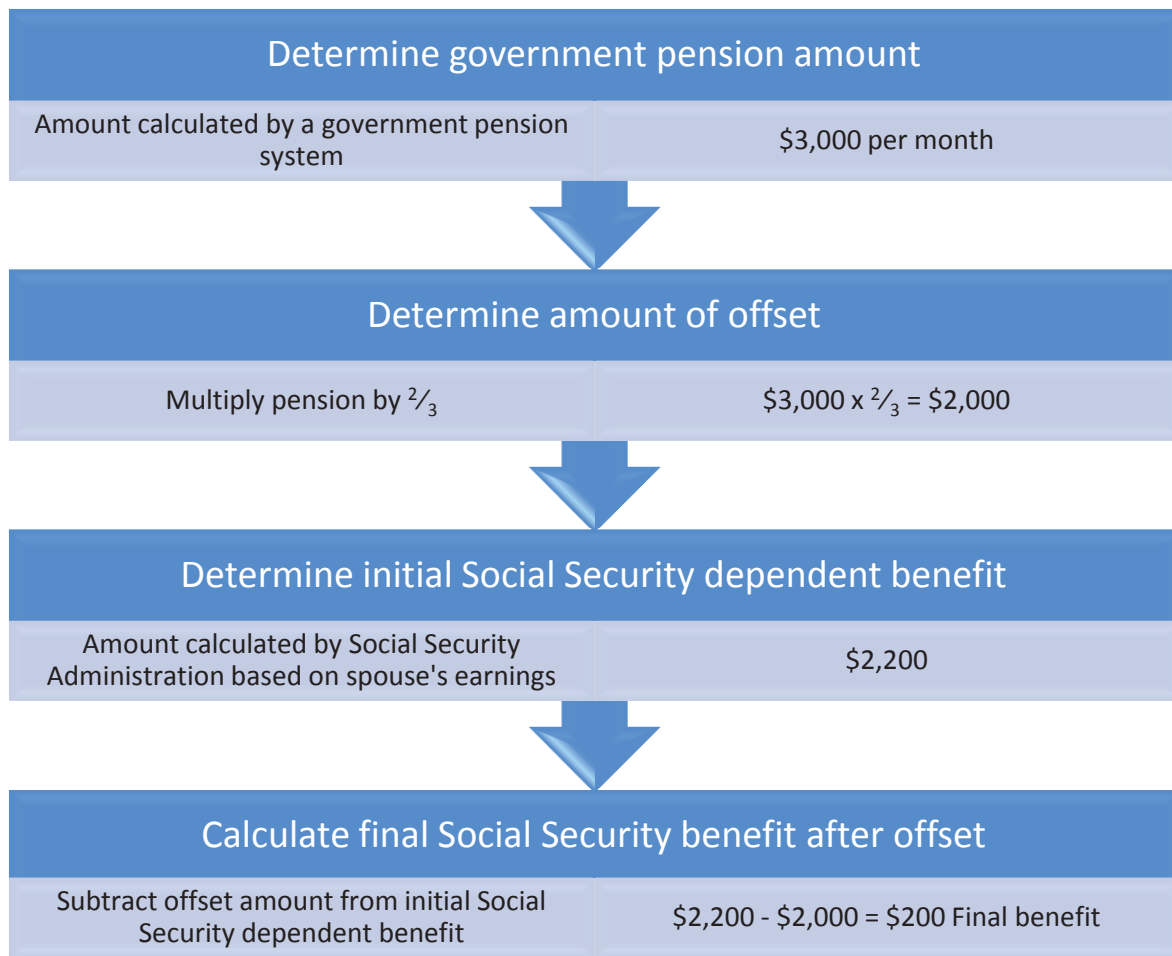 Determine government pension amount
Amount calculated by a government pension
system
$3,000 per month
Determine amount of offset
Multiply pension by 2⁄3
$3,000 x 2⁄3 = $2,000
Determine initial Social Security dependent benefit
Amount calculated by Social Security
Administration based on spouse's earnings
$2,200
Calculate final Social Security benefit after offset
Subtract offset amount from initial Social
Security dependent benefit
$2,200 - $2,000 = $200 Final benefit